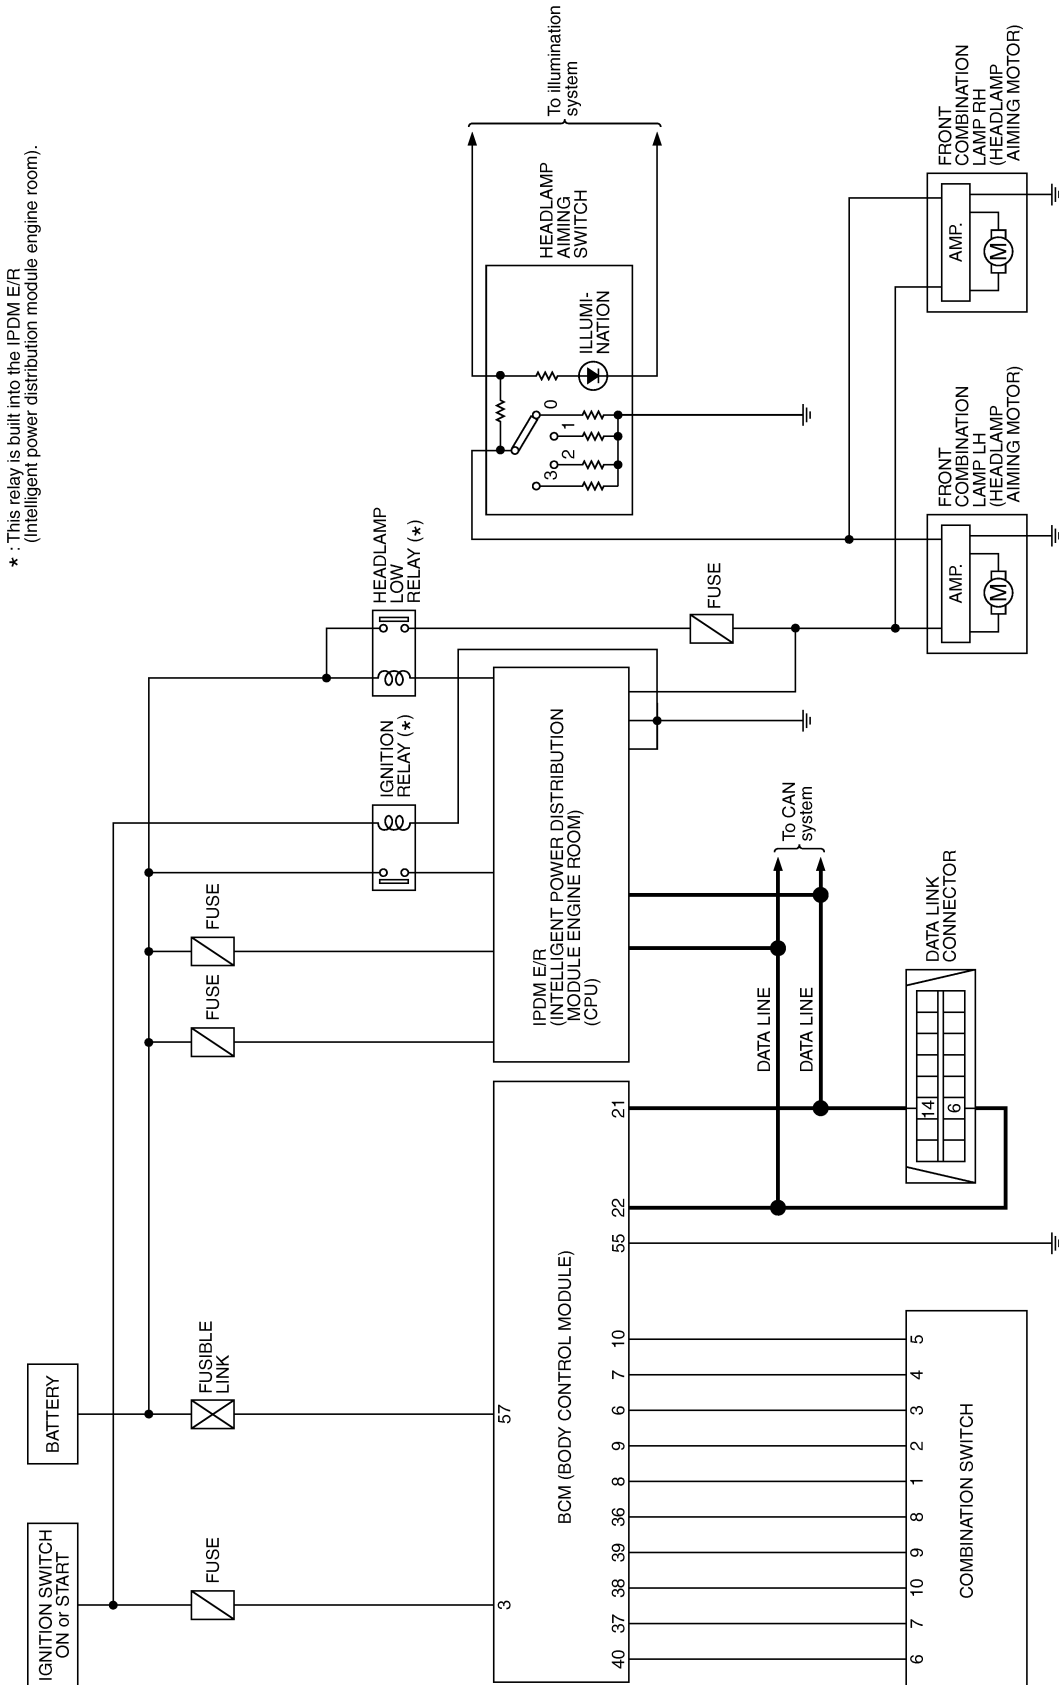 IGNITION SWITCH
ON or START
BATTERY
* : This relay is built into the IPDM E/R
(Intelligent power distribution module engine room).
FUSE
FUSIBLE
LINK
FUSE
FUSE
IGNITION
RELAY (*)
HEADLAMP
LOW
RELAY (*)
3
57
BCM (BODY CONTROL MODULE)
40
37
38
39
36
8
9
6
7
10
55
22
21
IPDM E/R
(INTELLIGENT POWER DISTRIBUTION
MODULE ENGINE ROOM)
(CPU)
FUSE
3
2
1
0
ILLUMI-
NATION
HEADLAMP
AIMING
SWITCH
To illumination
system
DATA LINE
DATA LINE
To CAN
system
COMBINATION SWITCH
6
7
10
9
8
1
2
3
4
5
DATA LINK
CONNECTOR
14
6
AMP.
M
FRONT
COMBINATION
LAMP LH
(HEADLAMP
AIMING MOTOR)
AMP.
M
FRONT
COMBINATION
LAMP RH
(HEADLAMP
AIMING MOTOR)